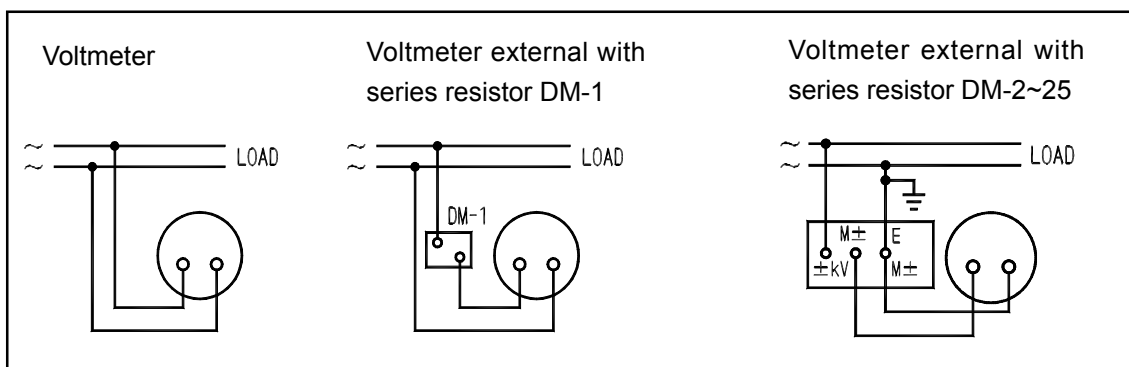 Voltmeter
~
~
LOAD
Voltmeter external with
series resistor DM-1
~
~
LOAD
DM-1
Voltmeter external with
series resistor DM-2~25
~
~
LOAD
M± E
±kV M±